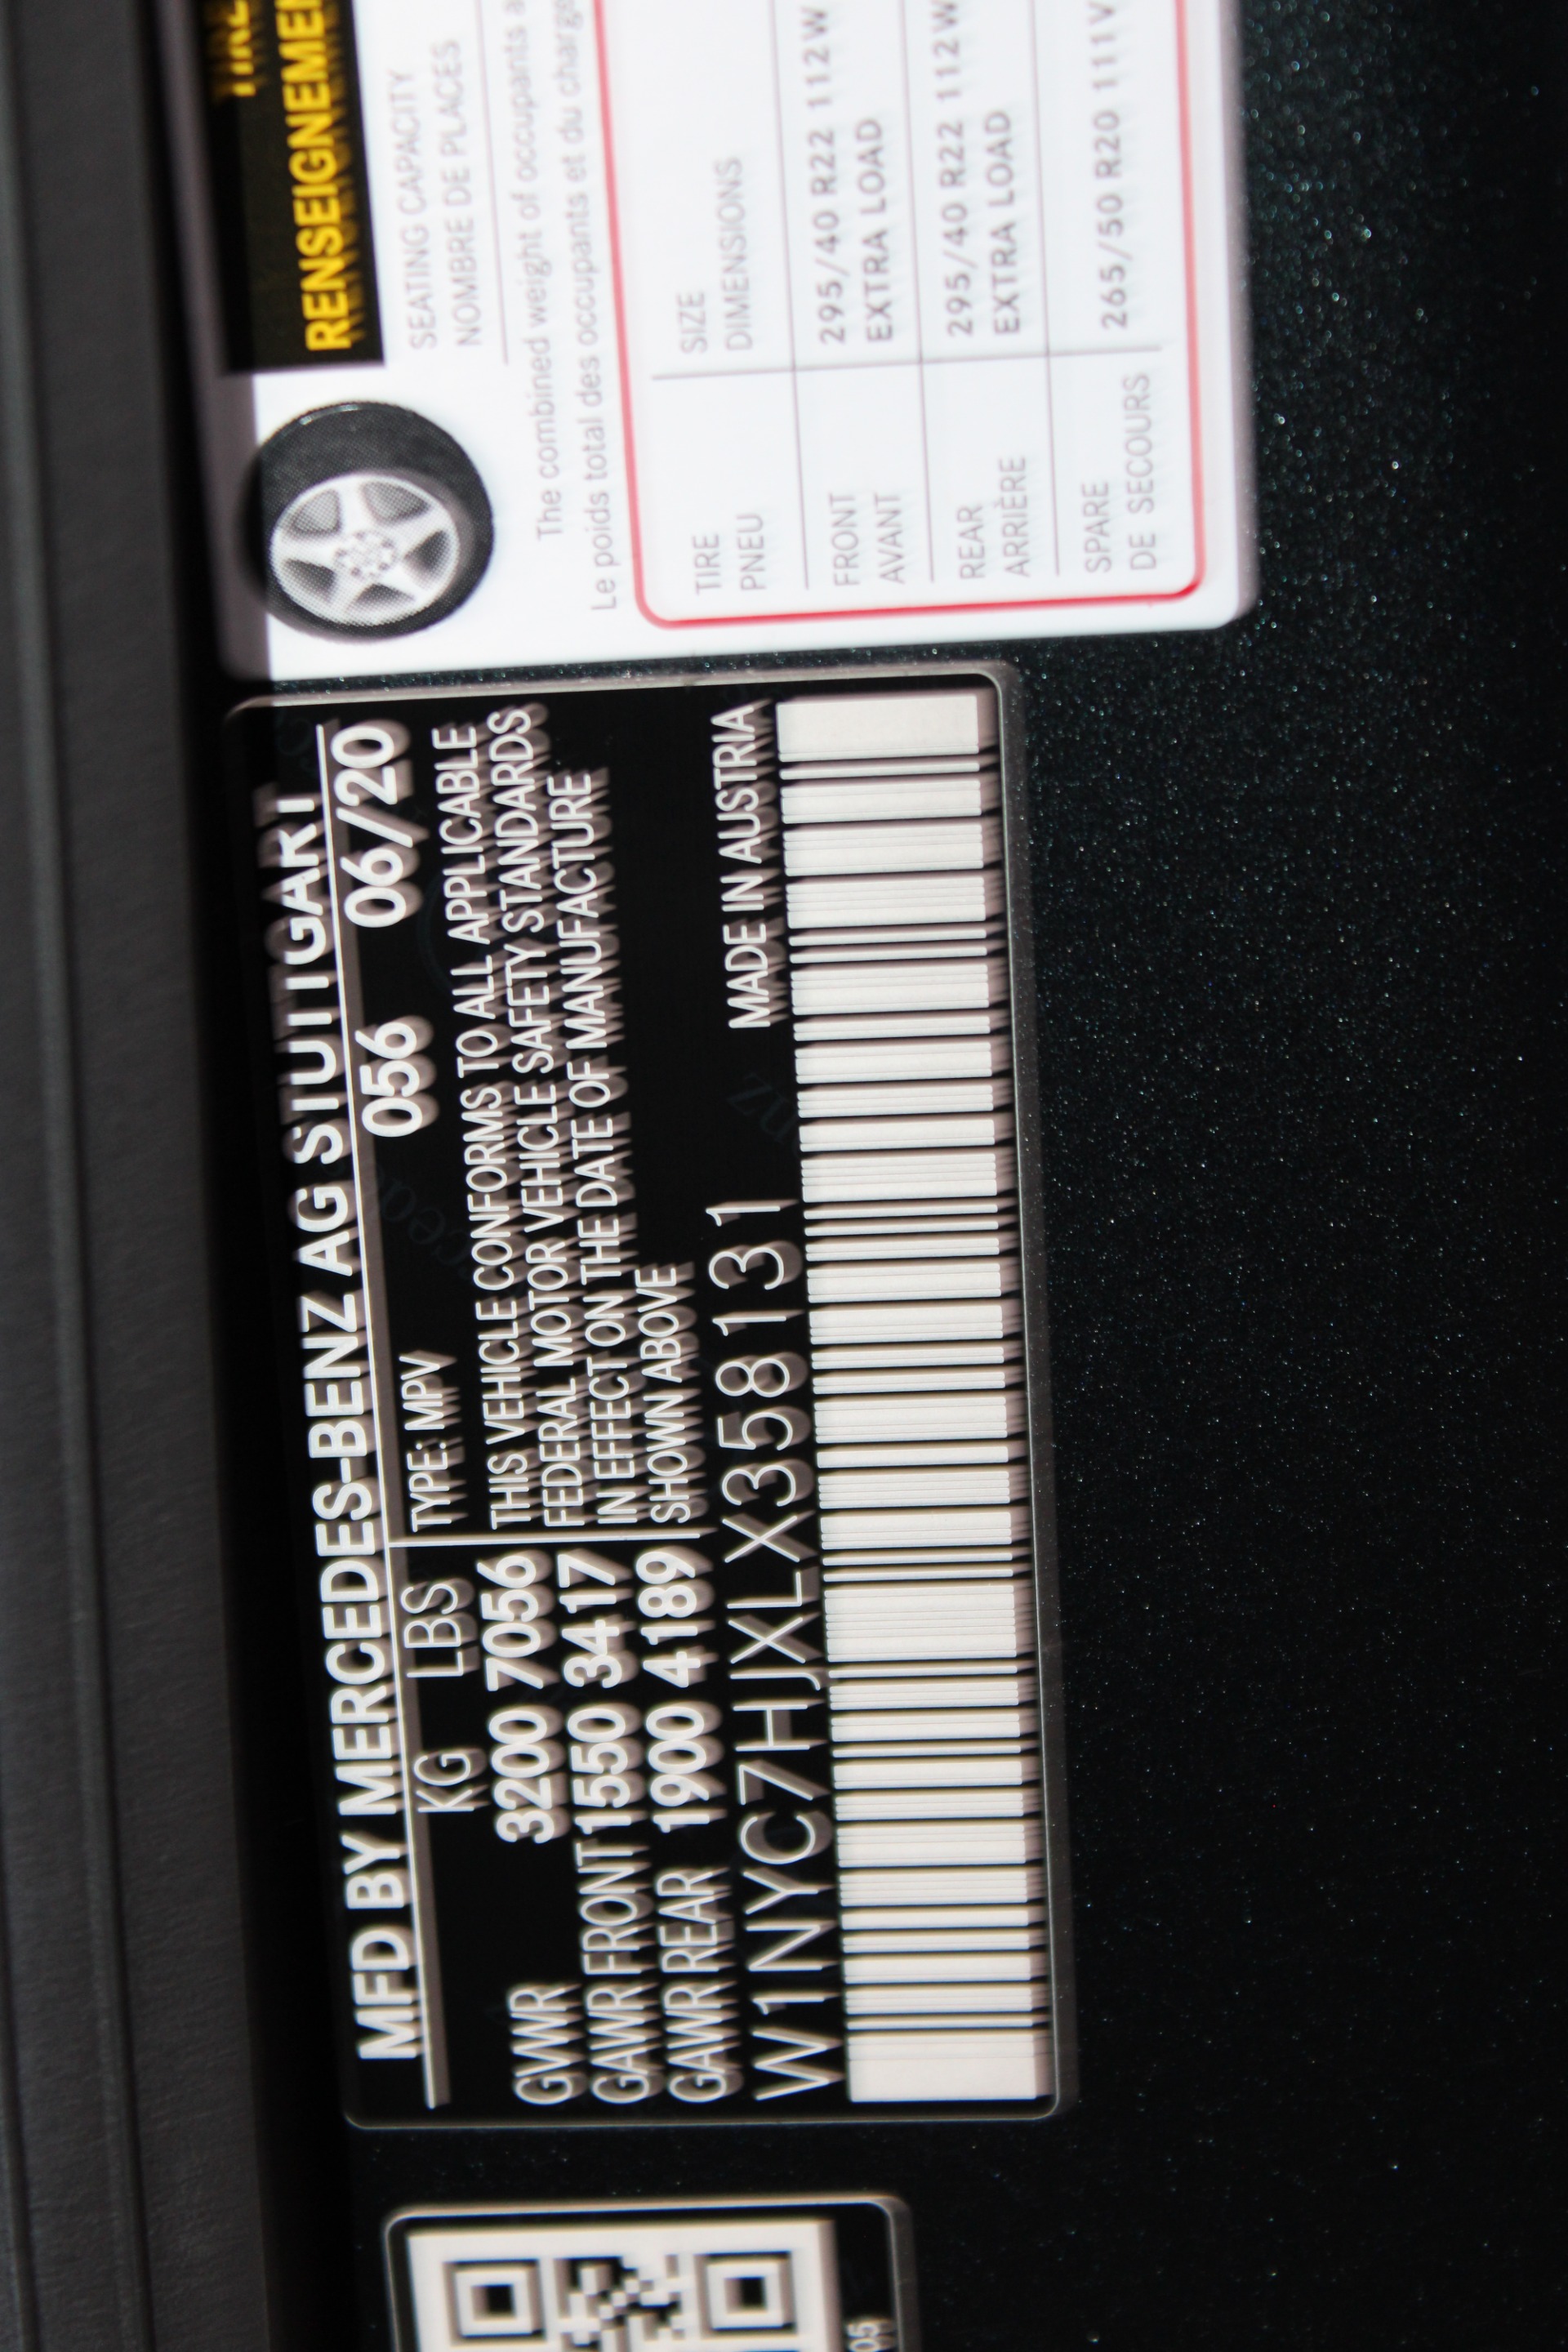 RENSEIGNEMEN
SEATING CAPACITY
NOMBRE DE PLACES
The combined weight of occupants a
Le poids total des occupants et du charge
TIRE SIZE
PNEU DIMENSIONS
FRONT 295/40 R22 112W
AVANT EXTRA LOAD
REAR 295/40 R22 112W
ARRIÈRE EXTRA LOAD
SPARE 265/50 R20 111V
DE SECOURS
MFD BY MERCEDES-BENZ AG STUTTGART
056 06/20
KG LBS TYPE: MPV
GVWR 3200 7056 THIS VEHICLE CONFORMS TO ALL APPLICABLE
FEDERAL MOTOR VEHICLE SAFETY STANDARDS
GAWR FRONT 1550 3417 IN EFFECT ON THE DATE OF MANUFACTURE
GAWR REAR 1900 4189 SHOWN ABOVE
W1NYC7HJXLX358131 MADE IN AUSTRIA
05